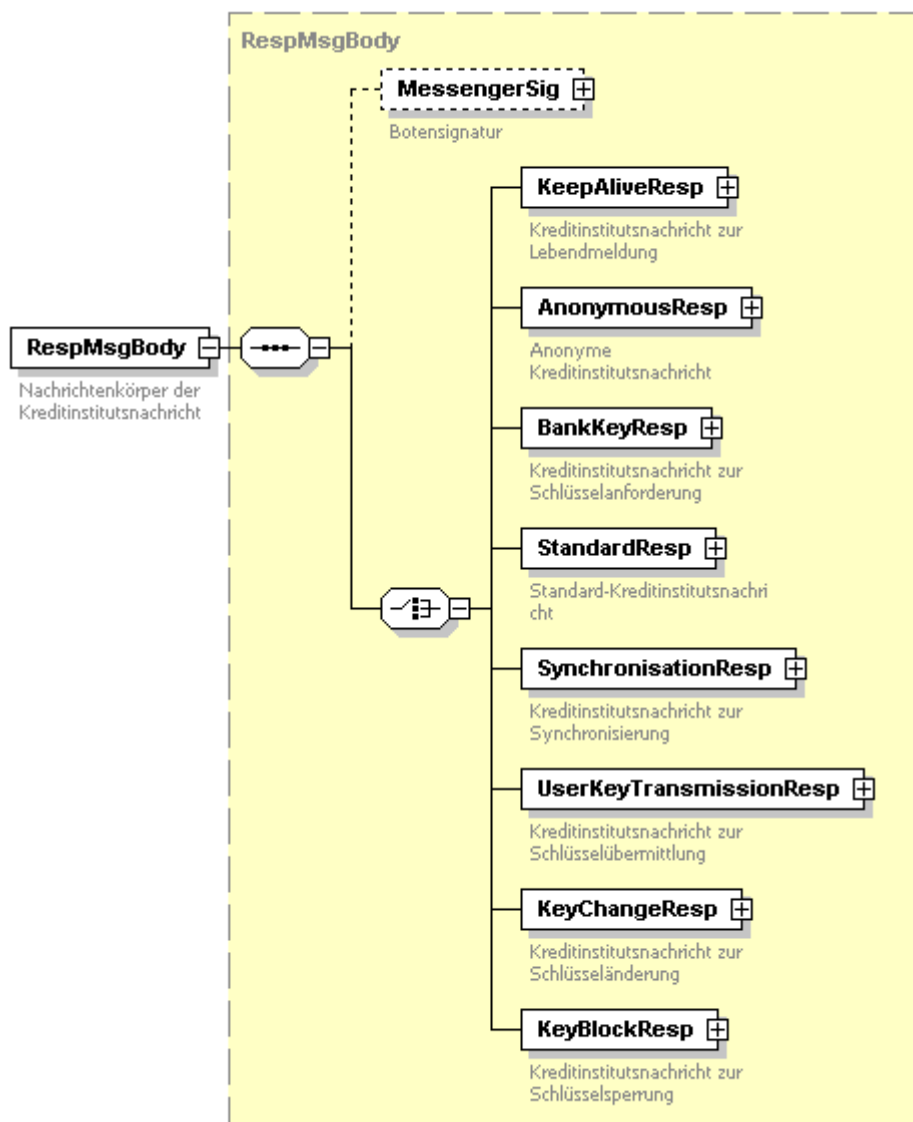 RespMsgBody
MessengerSig
Botensignatur
KeepAliveResp
Kreditinstitutsnachricht zur
Lebendmeldung
AnonymousResp
Anonyme
Kreditinstitutsnachricht
RespMsgBody
Nachrichtenkörper der
Kreditinstitutsnachricht
BankKeyResp
Kreditinstitutsnachricht zur
Schlüsselanforderung
StandardResp
Standard-Kreditinstitutsnachri
cht
SynchronisationResp
Kreditinstitutsnachricht zur
Synchronisierung
UserKeyTransmissionResp
Kreditinstitutsnachricht zur
Schlüsselübermittlung
KeyChangeResp
Kreditinstitutsnachricht zur
Schlüsseländerung
KeyBlockResp
Kreditinstitutsnachricht zur
Schlüsselsperrung